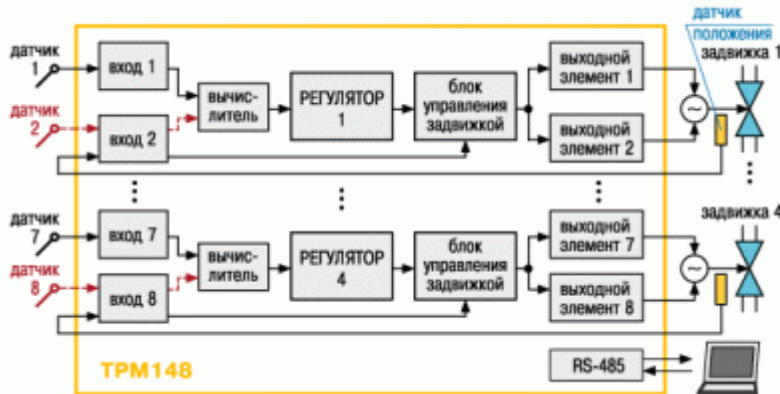 датчик
положения
задвижка 1
датчик
1
вход 1
вычис-
литель
РЕГУЛЯТОР
1
блок
управления
задвижкой
выходной
элемент 1
~
датчик
2
вход 2
выходной
элемент 2
задвижка 4
датчик
7
вход 7
вычис-
литель
РЕГУЛЯТОР
4
блок
управления
задвижкой
выходной
элемент 7
~
датчик
8
вход 8
выходной
элемент 8
ТРМ148
RS-485